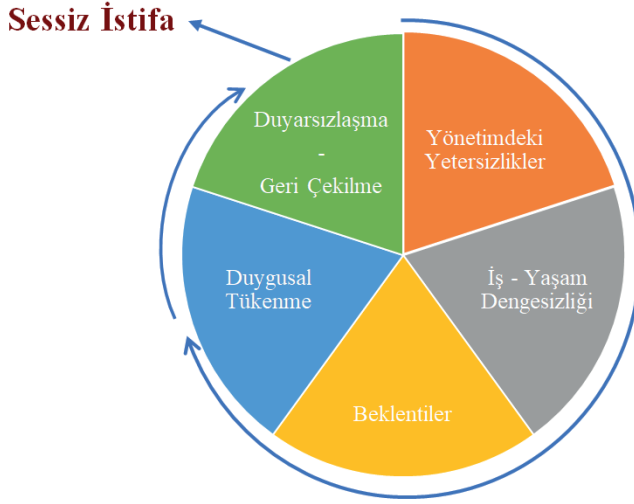 Sessiz İstifa
Duyarsızlaşma
-
Geri Çekilme
Yönetimdeki
Yetersizlikler
Duygusal
Tükenme
İş - Yaşam
Dengesizliği
Beklentiler